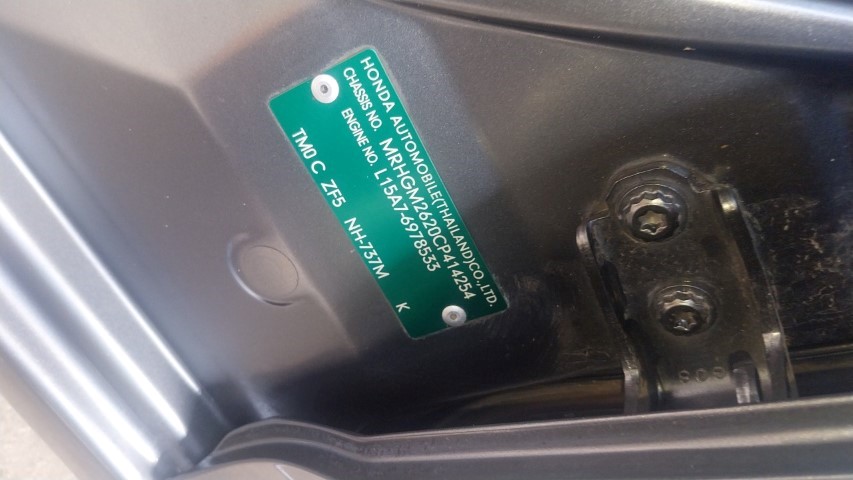 HONDA AUTOMOBILE(THAILAND)CO.,LTD.
CHASSIS NO. MRHGM2620CP414254
ENGINE NO. L15A7-6978533
TM0 C ZF5 NH-737M K